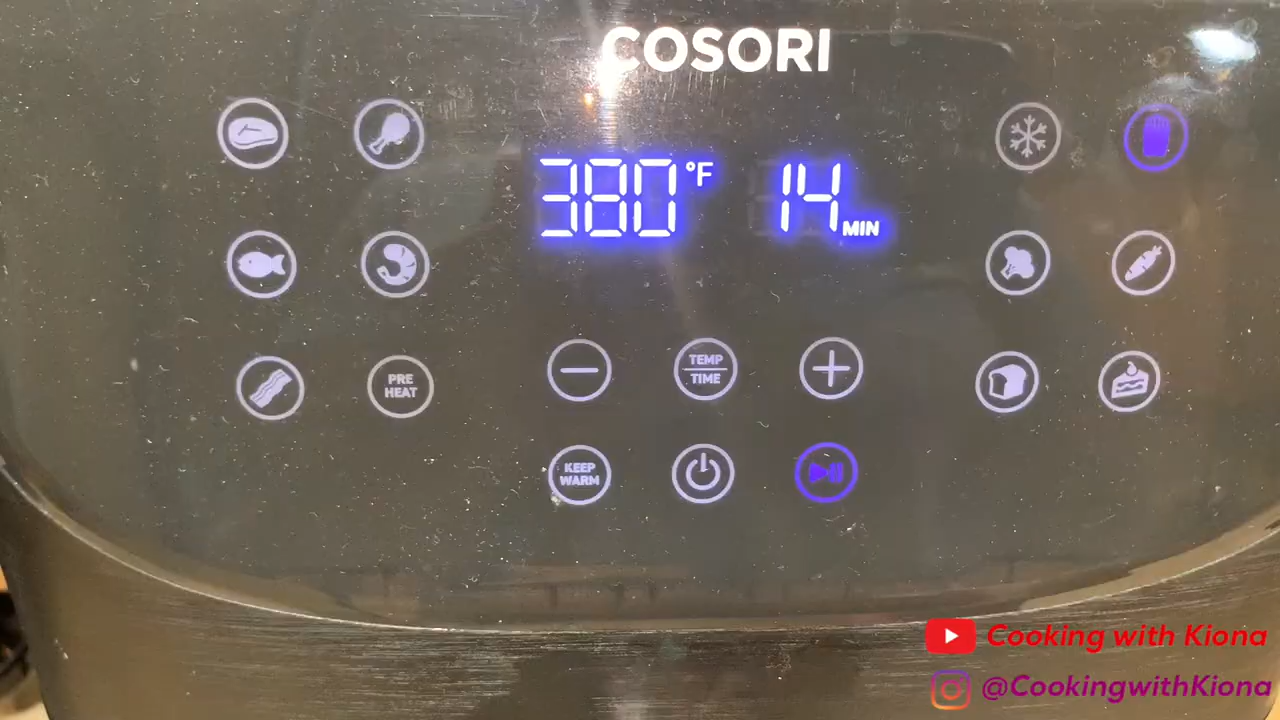 COSORI
380 °F 14 MIN
PRE
HEAT
TEMP
TIME
KEEP
WARM
Cooking with Kiona
@CookingwithKiona